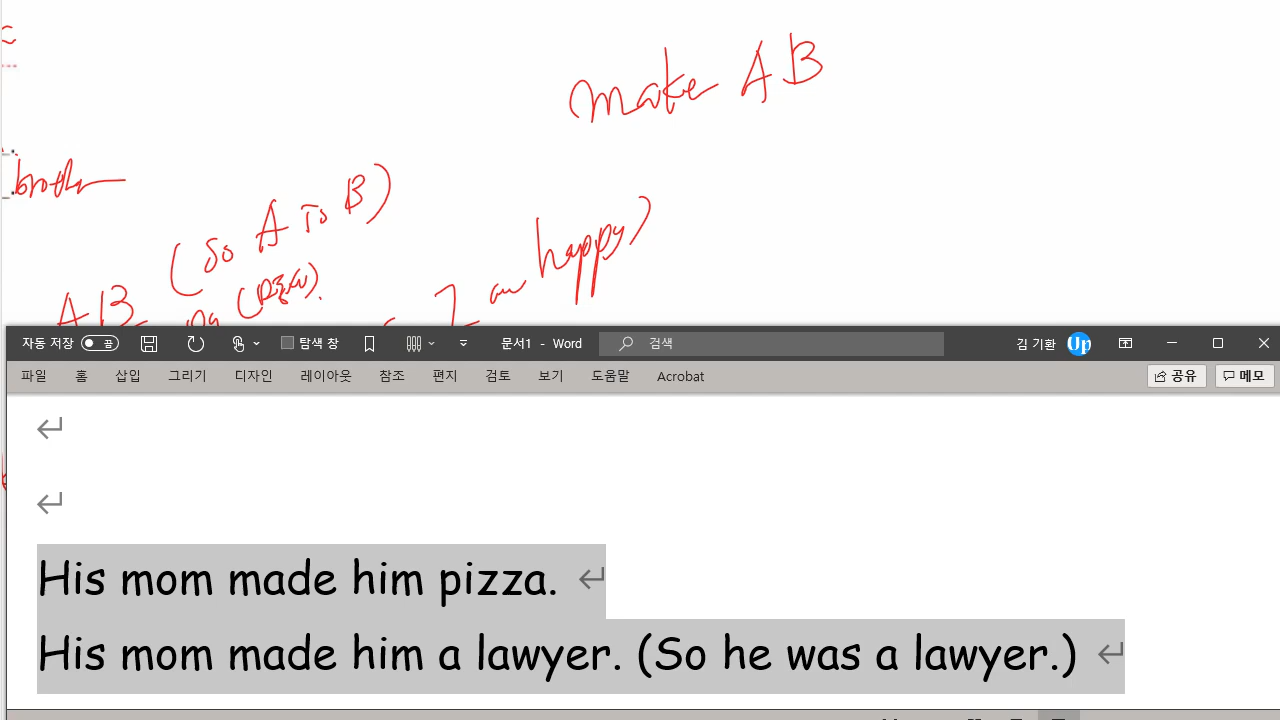 make A B
brother
(so A is B)
A B
I am happy)
자동 저장 끔 탐색 창 문서1 - Word 검색 김 기환 Up
파일 홈 삽입 그리기 디자인 레이아웃 참조 편지 검토 보기 도움말 Acrobat 공유 메모
His mom made him pizza.
His mom made him a lawyer. (So he was a lawyer.)